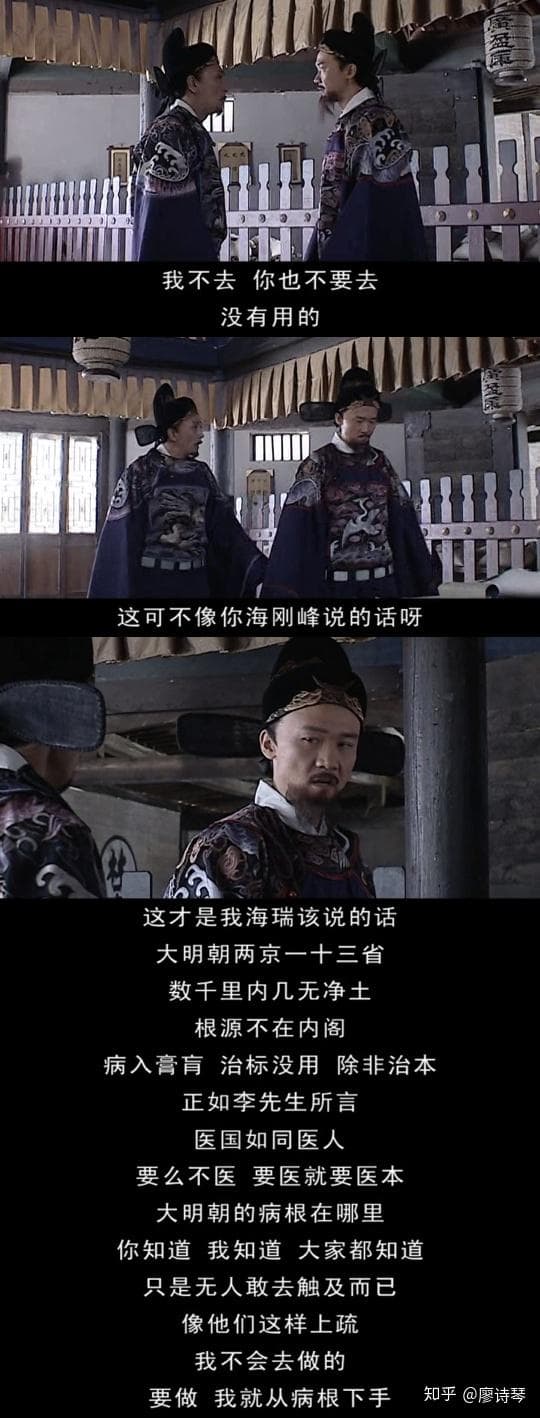 廣盈庫
我不去 你也不要去
没有用的
廣盈庫
这可不像你海刚峰说的话呀
这才是我海瑞该说的话
大明朝两京一十三省
数千里内几无净土
根源不在内阁
病入膏肓 治标没用 除非治本
正如李先生所言
医国如同医人
要么不医 要医就要医本
大明朝的病根在哪里
你知道 我知道 大家都知道
只是无人敢去触及而已
像他们这样上疏
我不会去做的
要做 我就从病根下手
知乎 @廖诗琴